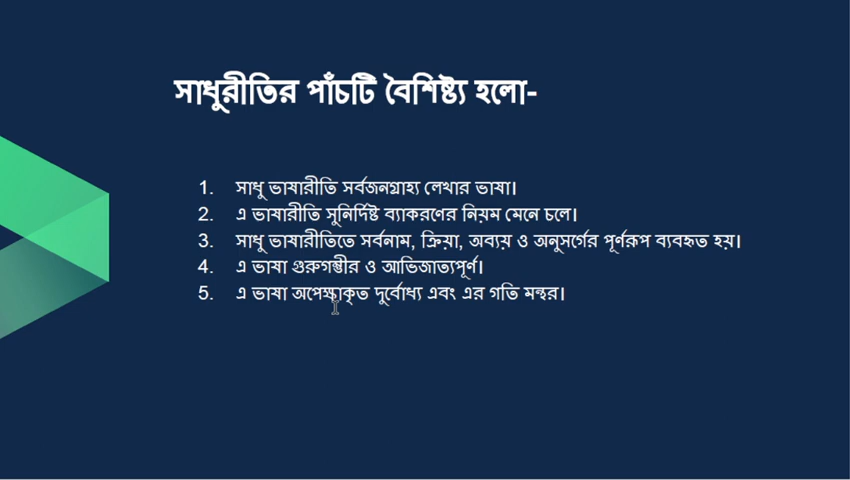 সাধুরীতির পাঁচটি বৈশিষ্ট্য হলো-
1. সাধু ভাষারীতি সর্বজনগ্রাহ্য লেখার ভাষা।
2. এ ভাষারীতি সুনির্দিষ্ট ব্যাকরণের নিয়ম মেনে চলে।
3. সাধু ভাষারীতিতে সর্বনাম, ক্রিয়া, অব্যয় ও অনুসর্গের পূর্ণরূপ ব্যবহৃত হয়।
4. এ ভাষা গুরুগম্ভীর ও আভিজাত্যপূর্ণ।
5. এ ভাষা অপেক্ষাকৃত দুর্বোধ্য এবং এর গতি মন্থর।